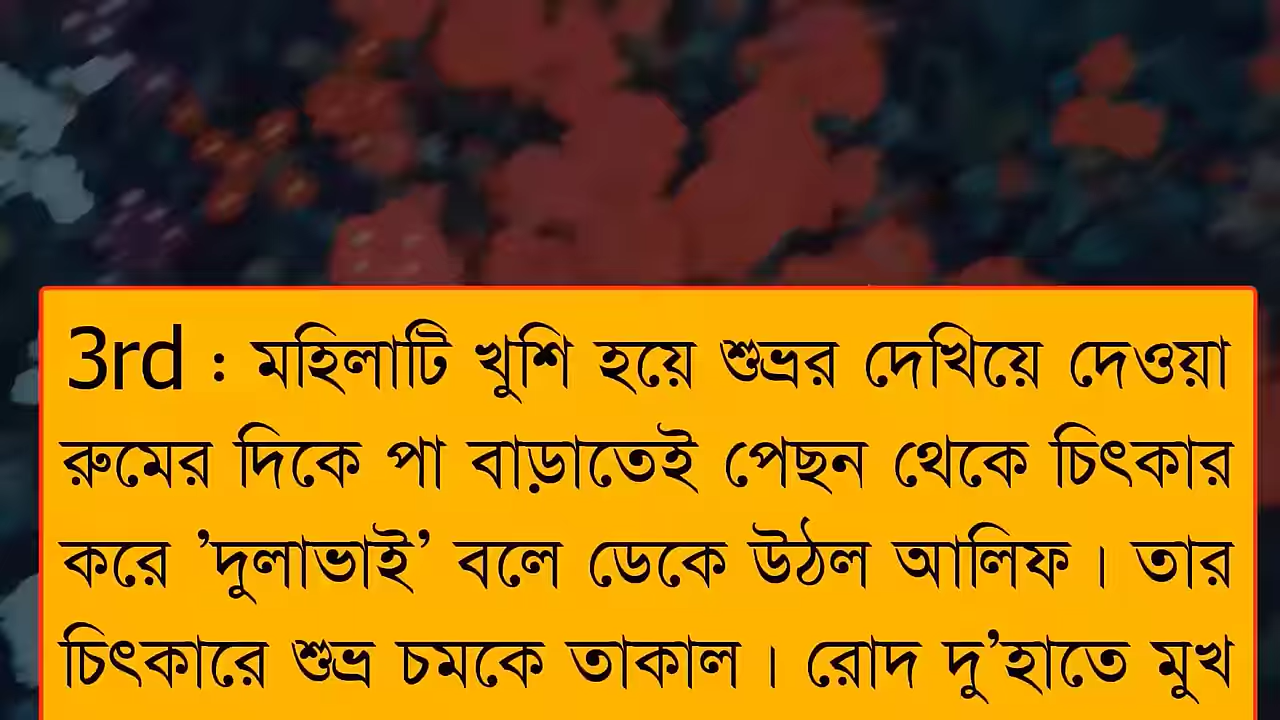 3rd : মহিলাটি খুশি হয়ে শুভ্রর দেখিয়ে দেওয়া
রুমের দিকে পা বাড়াতেই পেছন থেকে চিৎকার
করে ’দুলাভাই’ বলে ডেকে উঠল আলিফ । তার
চিৎকারে শুভ্র চমকে তাকাল । রোদ দু’হাতে মুখ